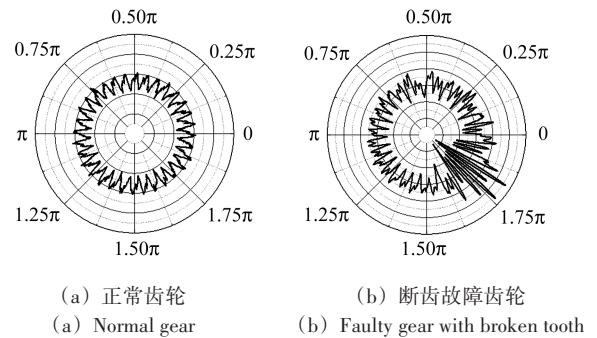 0.50π
0.50π
0.75π
0.25π
0.75π
0.25π
π
0
π
0
1.25π
1.75π
1.25π
1.75π
1.50π
1.50π
(a) 正常齿轮
(b) 断齿故障齿轮
(a) Normal gear
(b) Faulty gear with broken tooth